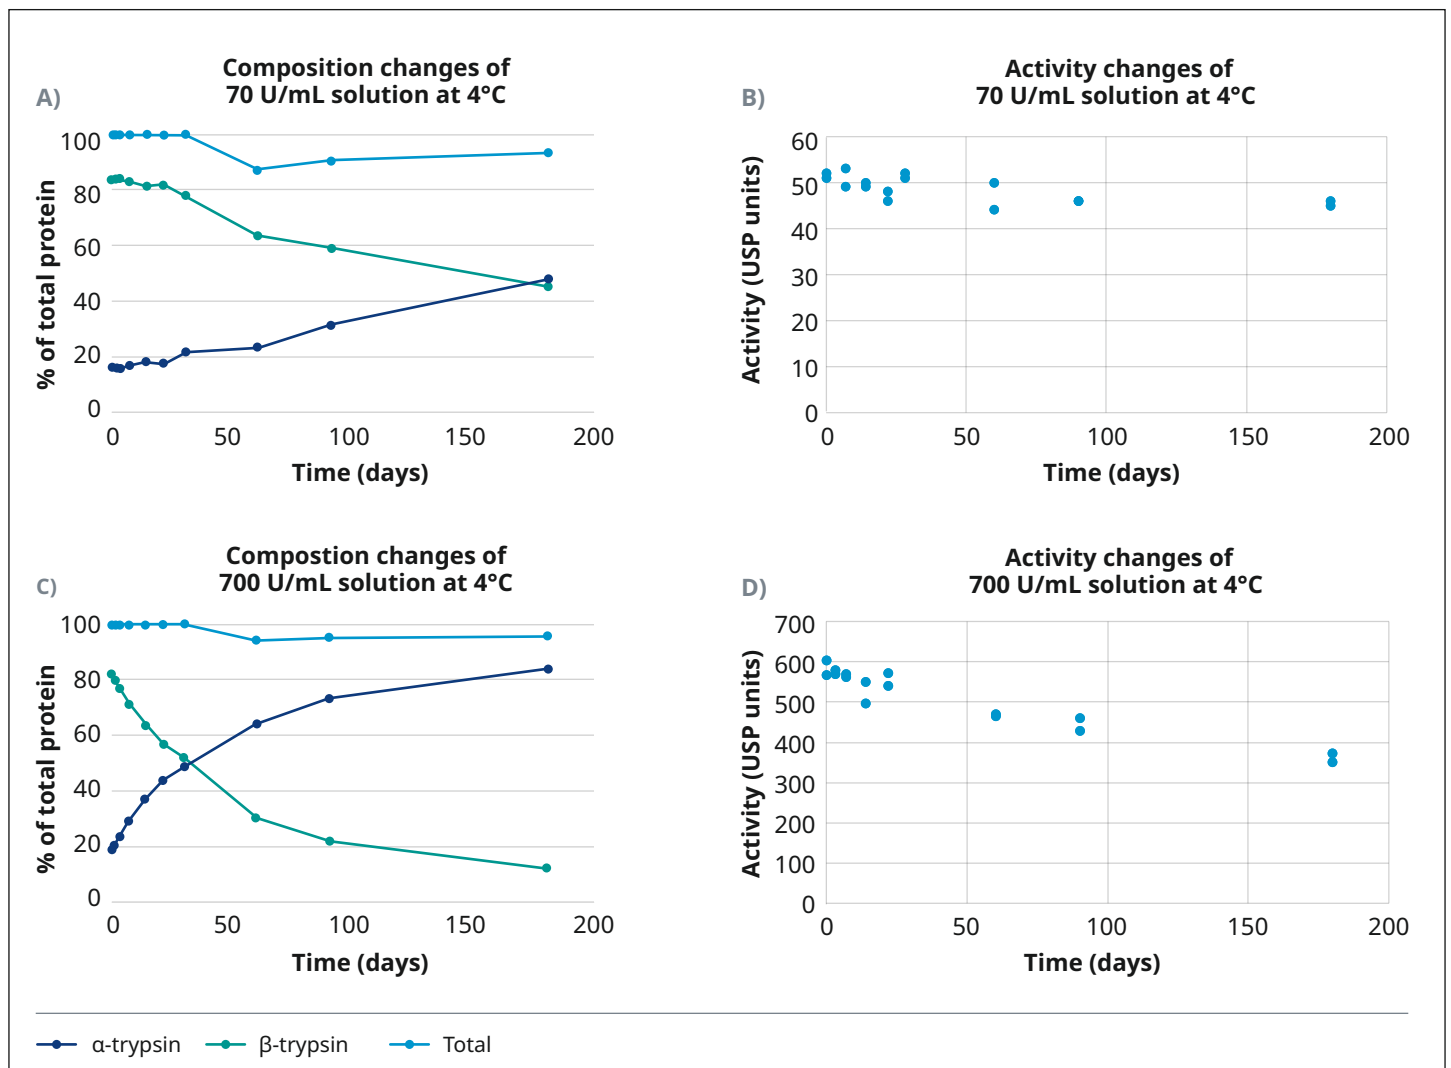 A)
Composition changes of
70 U/mL solution at 4°C
% of total protein
100
80
60
40
20
0
0 50 100 150 200
Time (days)
B)
Activity changes of
70 U/mL solution at 4°C
Activity (USP units)
60
50
40
30
20
10
0
0 50 100 150 200
Time (days)
C)
Compostion changes of
700 U/mL solution at 4°C
% of total protein
100
80
60
40
20
0
0 50 100 150 200
Time (days)
D)
Activity changes of
700 U/mL solution at 4°C
Activity (USP units)
700
600
500
400
300
200
100
0
0 50 100 150 200
Time (days)
α-trypsin β-trypsin Total